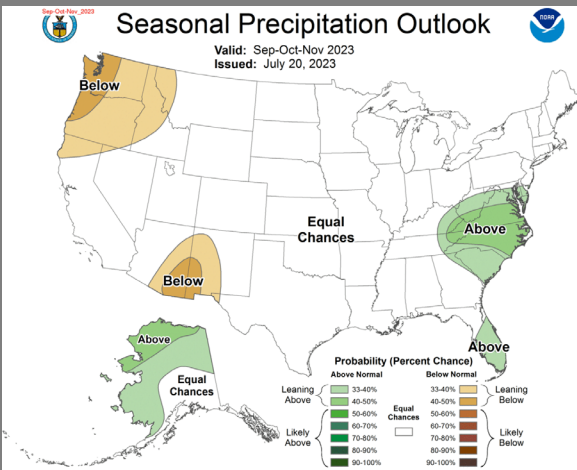 Sep-Oct-Nov_2023
Seasonal Precipitation Outlook
NOAA
Valid: Sep-Oct-Nov 2023
Issued: July 20, 2023
Below
Equal
Chances
Above
Below
Above
Above
Equal
Chances
Probability (Percent Chance)
Above Normal
Below Normal
Leaning
Above
33-40%
40-50%
50-60%
60-70%
70-80%
80-90%
90-100%
Likely
Above
Equal
Chances
33-40%
40-50%
50-60%
60-70%
70-80%
80-90%
90-100%
Leaning
Below
Likely
Below